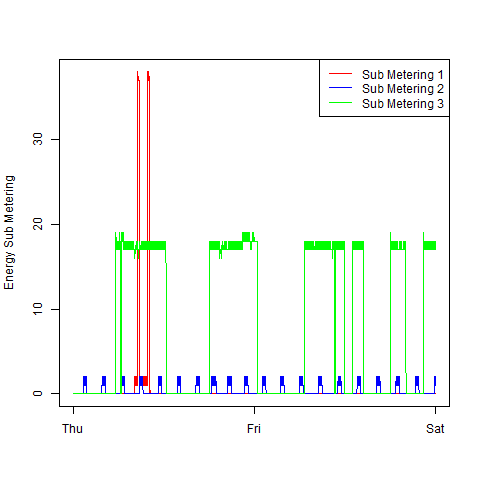 Sub Metering 1
Sub Metering 2
Sub Metering 3
Energy Sub Metering
30
20
10
0
Thu
Fri
Sat